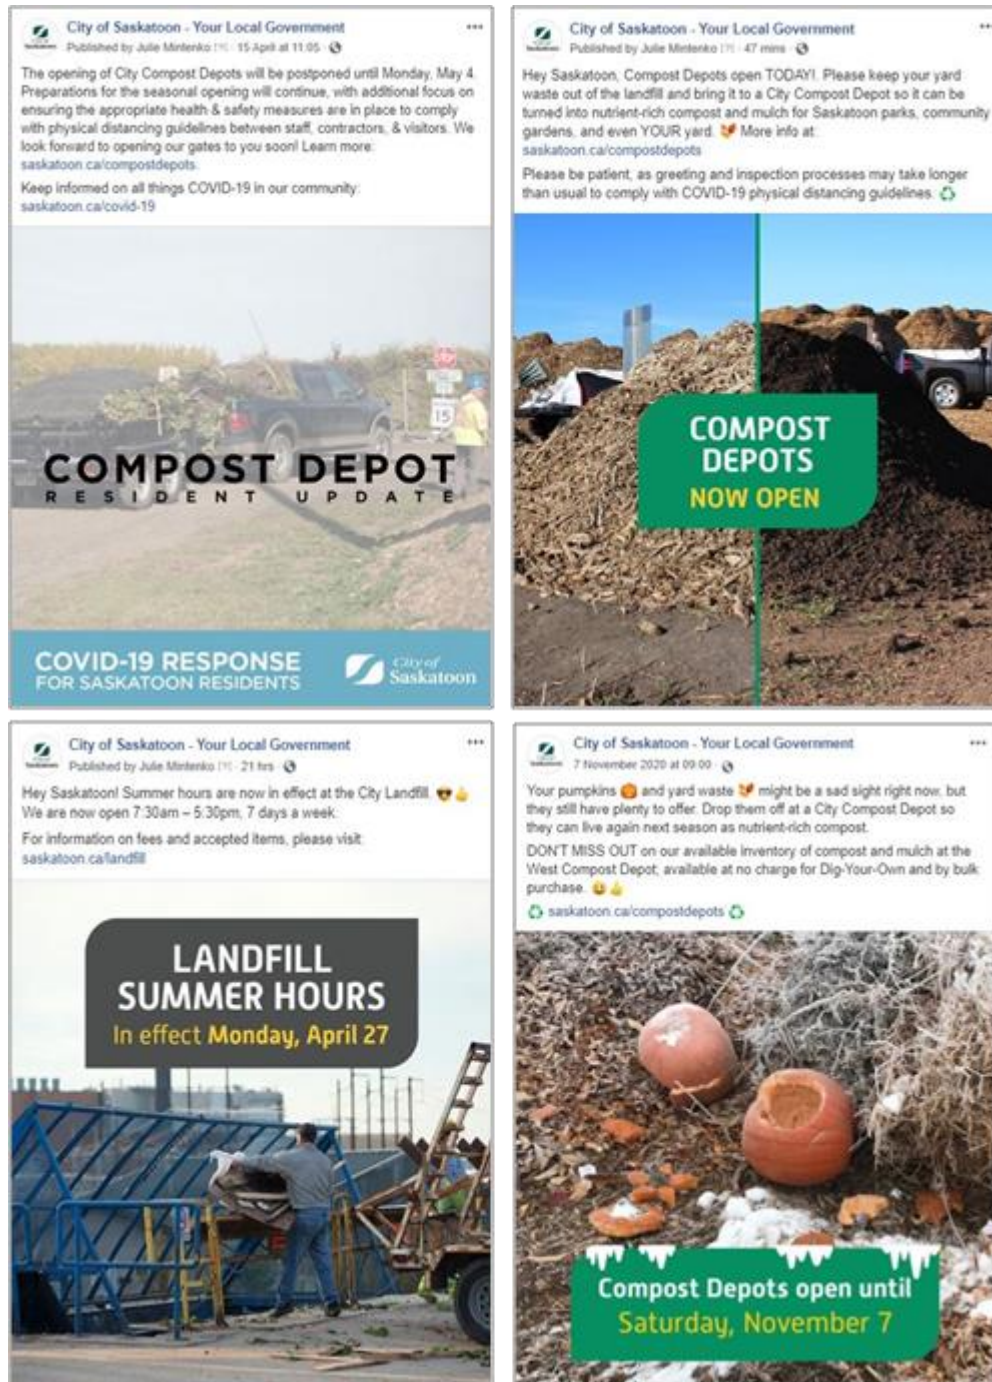 City of Saskatoon - Your Local Government
Published by Julie Mintenko [?] · 15 April at 11:05 ·
The opening of City Compost Depots will be postponed until Monday, May 4.
Preparations for the seasonal opening will continue, with additional focus on
ensuring the appropriate health & safety measures are in place to comply
with physical distancing guidelines between staff, contractors, & visitors. We
look forward to opening our gates to you soon! Learn more:
saskatoon.ca/compostdepots.
Keep informed on all things COVID-19 in our community:
saskatoon.ca/covid-19
STOP
15
COMPOST DEPOT
RESIDENT UPDATE
COVID-19 RESPONSE
FOR SASKATOON RESIDENTS
City of
Saskatoon
City of Saskatoon - Your Local Government
Published by Julie Mintenko [?] · 47 mins ·
Hey Saskatoon, Compost Depots open TODAY!. Please keep your yard
waste out of the landfill and bring it to a City Compost Depot so it can be
turned into nutrient-rich compost and mulch for Saskatoon parks, community
gardens, and even YOUR yard. 🍂 More info at:
saskatoon.ca/compostdepots
Please be patient, as greeting and inspection processes may take longer
than usual to comply with COVID-19 physical distancing guidelines. ♻
COMPOST
DEPOTS
NOW OPEN
City of Saskatoon - Your Local Government
Published by Julie Mintenko [?] · 21 hrs ·
Hey Saskatoon! Summer hours are now in effect at the City Landfill. 😎👍
We are now open 7:30am – 5:30pm, 7 days a week.
For information on fees and accepted items, please visit:
saskatoon.ca/landfill
LANDFILL
SUMMER HOURS
In effect Monday, April 27
City of Saskatoon - Your Local Government
7 November 2020 at 09:00 ·
Your pumpkins 🎃 and yard waste 🍂 might be a sad sight right now, but
they still have plenty to offer. Drop them off at a City Compost Depot so
they can live again next season as nutrient-rich compost.
DON'T MISS OUT on our available inventory of compost and mulch at the
West Compost Depot; available at no charge for Dig-Your-Own and by bulk
purchase. 😃👍
♻ saskatoon.ca/compostdepots ♻
Compost Depots open until
Saturday, November 7